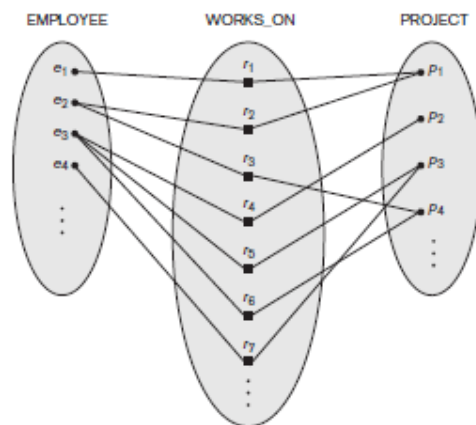 EMPLOYEE
WORKS_ON
PROJECT
e1
e2
e3
e4
r1
r2
r3
r4
r5
r6
r7
P1
P2
P3
P4